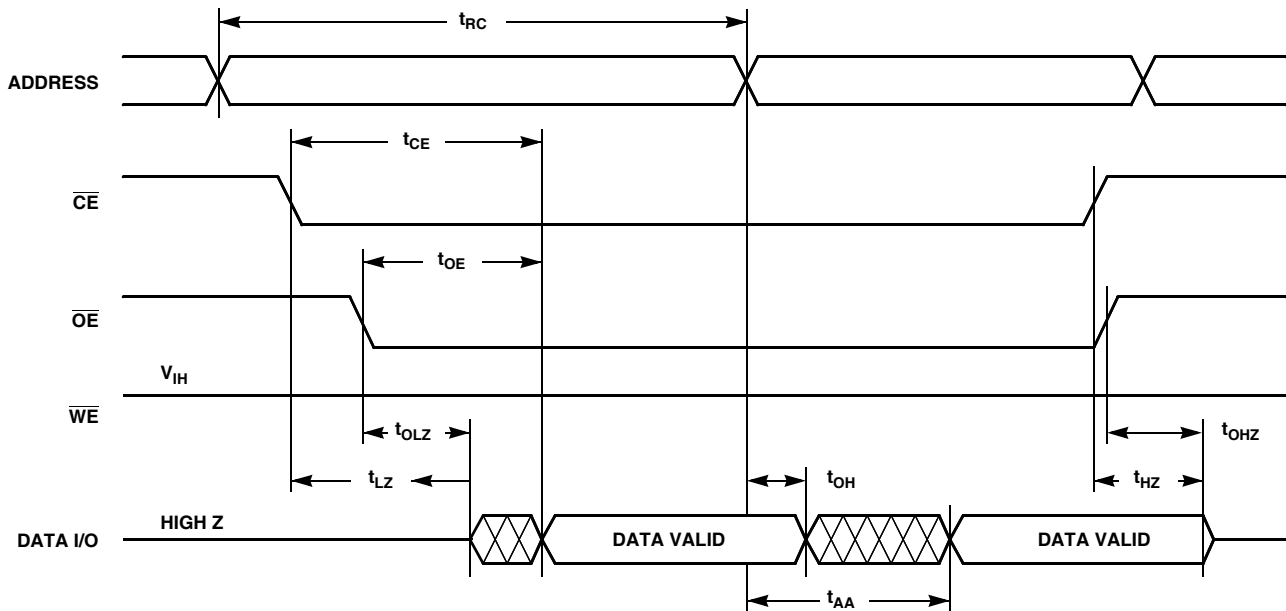 tRC
ADDRESS
tCE
CE
tOE
OE
VIH
WE
tOLZ
tOHZ
tLZ
tOH
tHZ
HIGH Z
DATA I/O
DATA VALID
DATA VALID
tAA